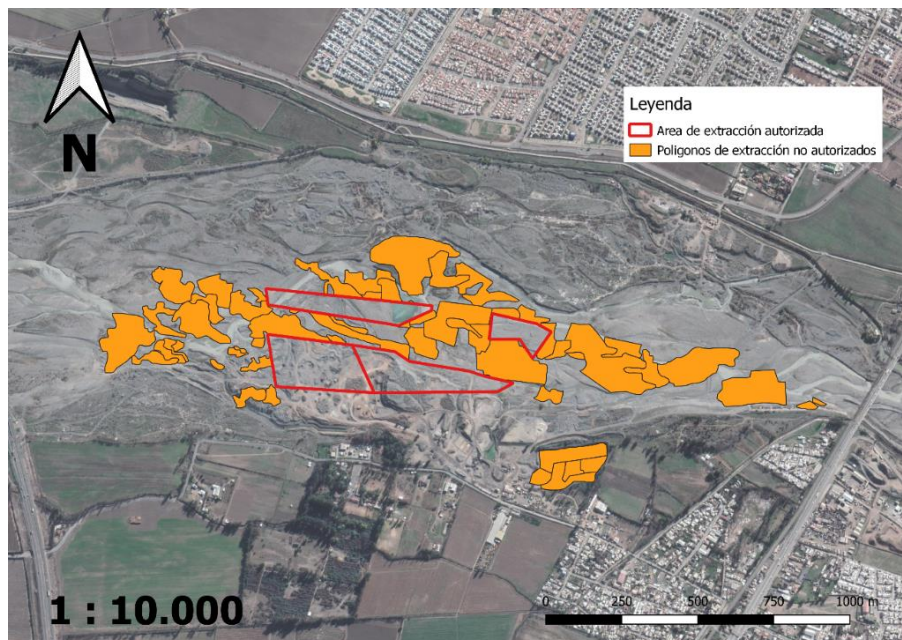 N
Leyenda
Area de extracción autorizada
Poligonos de extracción no autorizados
1 : 10.000
0 250 500 750 1000 m